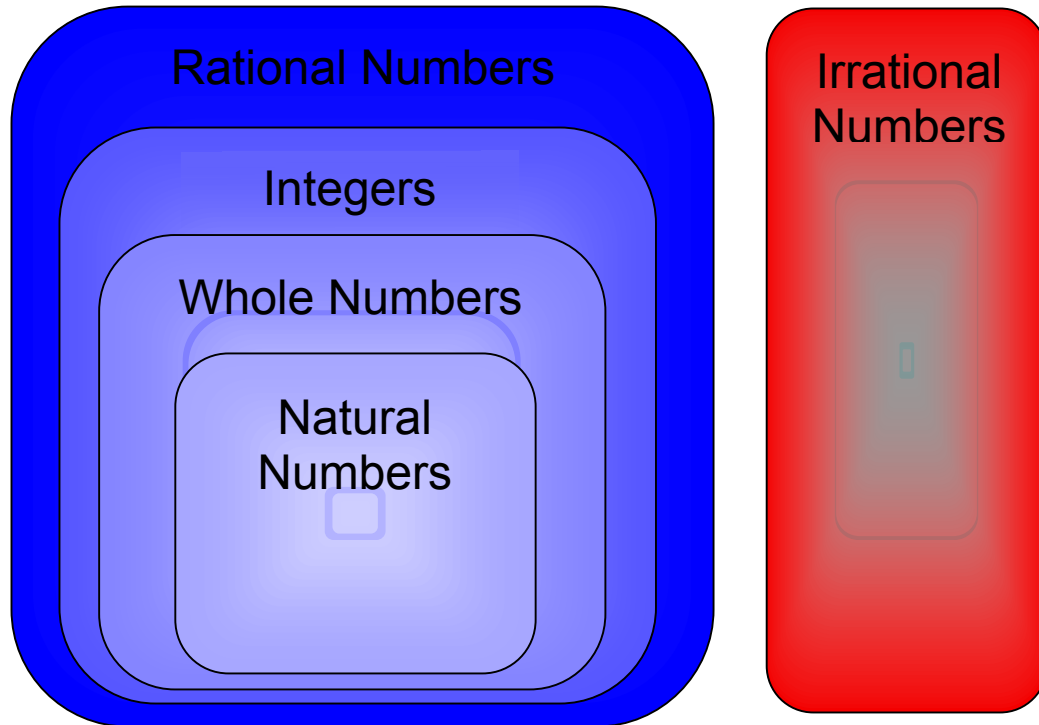 Rational Numbers
Integers
Whole Numbers
Natural
Numbers
Irrational
Numbers